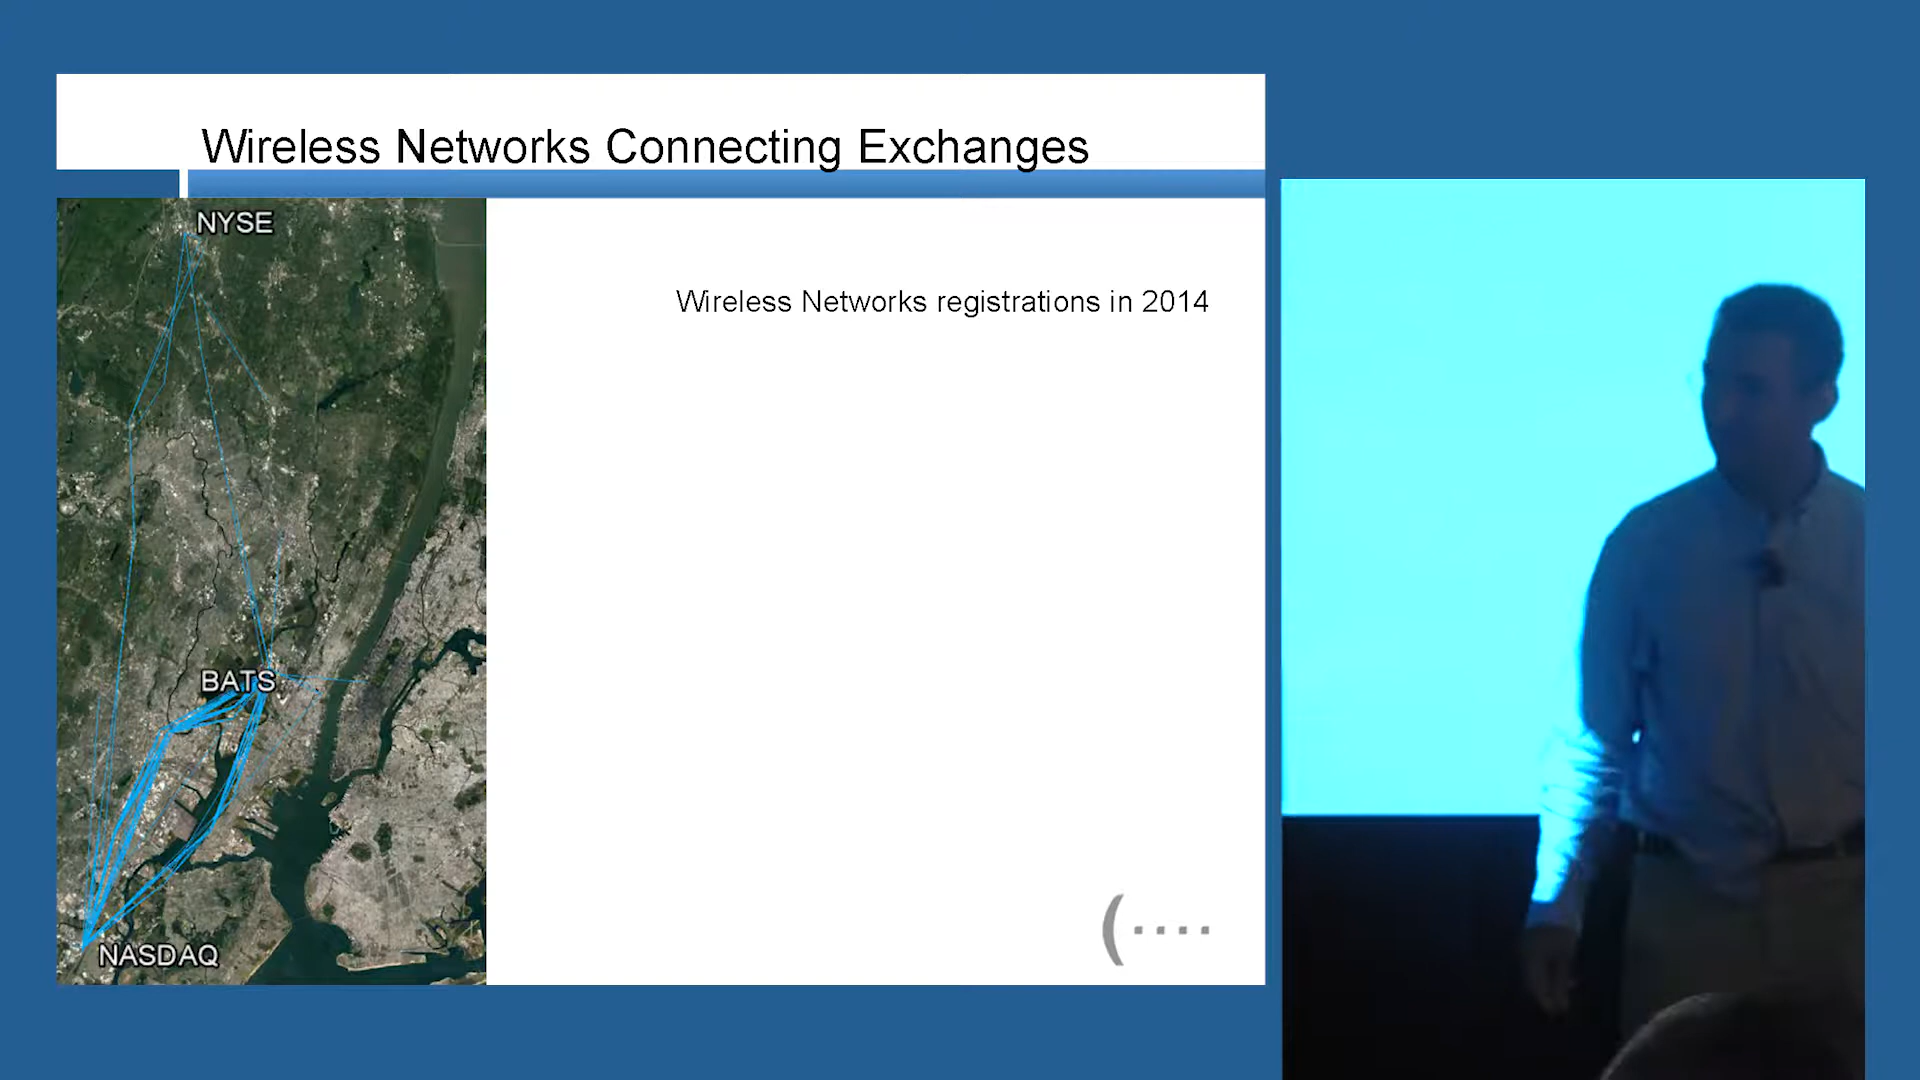 Wireless Networks Connecting Exchanges
NYSE
Wireless Networks registrations in 2014
BATS
NASDAQ
(····